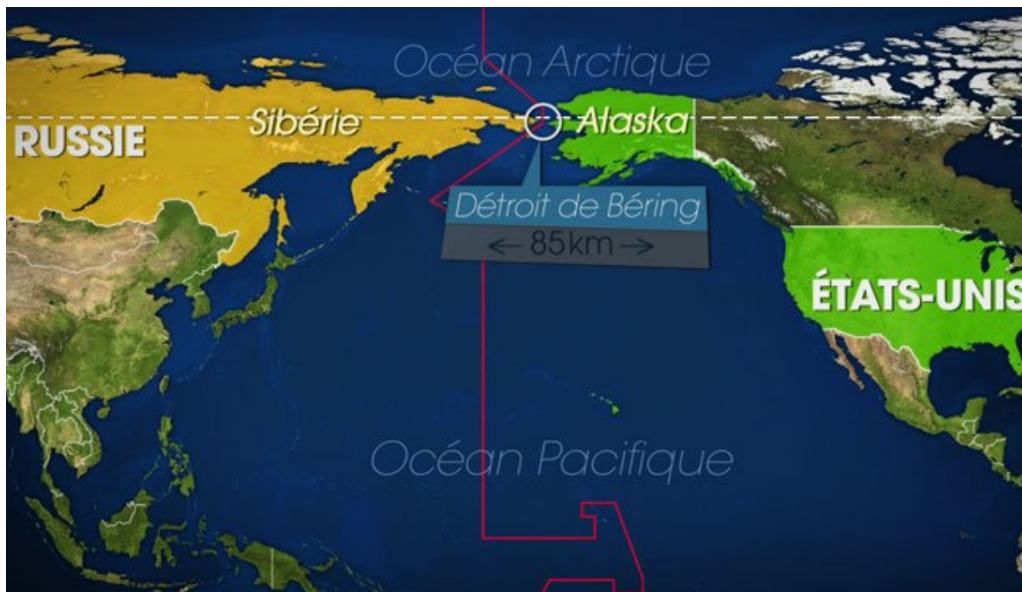 Océan Arctique
RUSSIE
Sibérie
Alaska
Détroit de Béring
← 85km →
ÉTATS-UNIS
Océan Pacifique